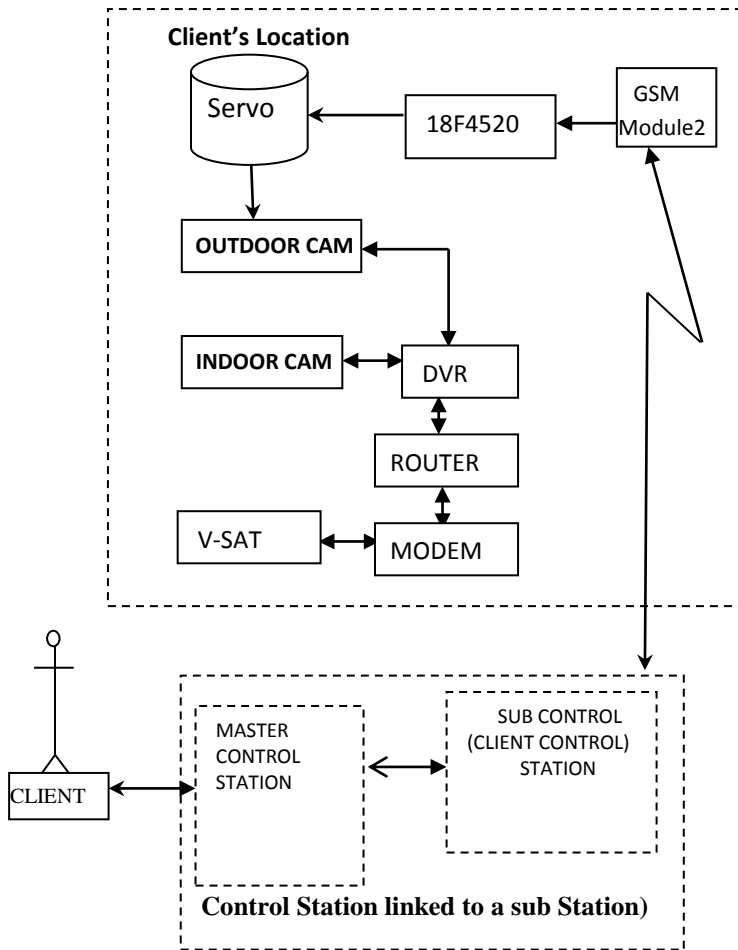 Client’s Location
Servo
18F4520
GSM
Module2
OUTDOOR CAM
INDOOR CAM
DVR
ROUTER
V-SAT
MODEM
CLIENT
MASTER
CONTROL
STATION
SUB CONTROL
(CLIENT CONTROL)
STATION
Control Station linked to a sub Station)